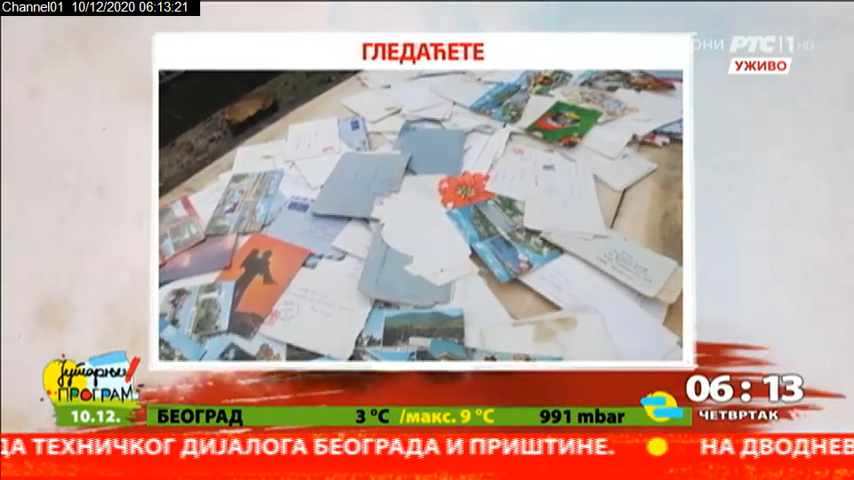 Channel01 10/12/2020 06:13:21
ГЛЕДАЋЕТЕ
РТС|1 HD
УЖИВО
Јутарњи
ПРОГРАМ
10.12.
БЕОГРАД 3 °C /макс. 9 °C 991 mbar
06:13
ЧЕТВРТАК
ДА ТЕХНИЧКОГ ДИЈАЛОГА БЕОГРАДА И ПРИШТИНЕ. НА ДВОДНЕВ